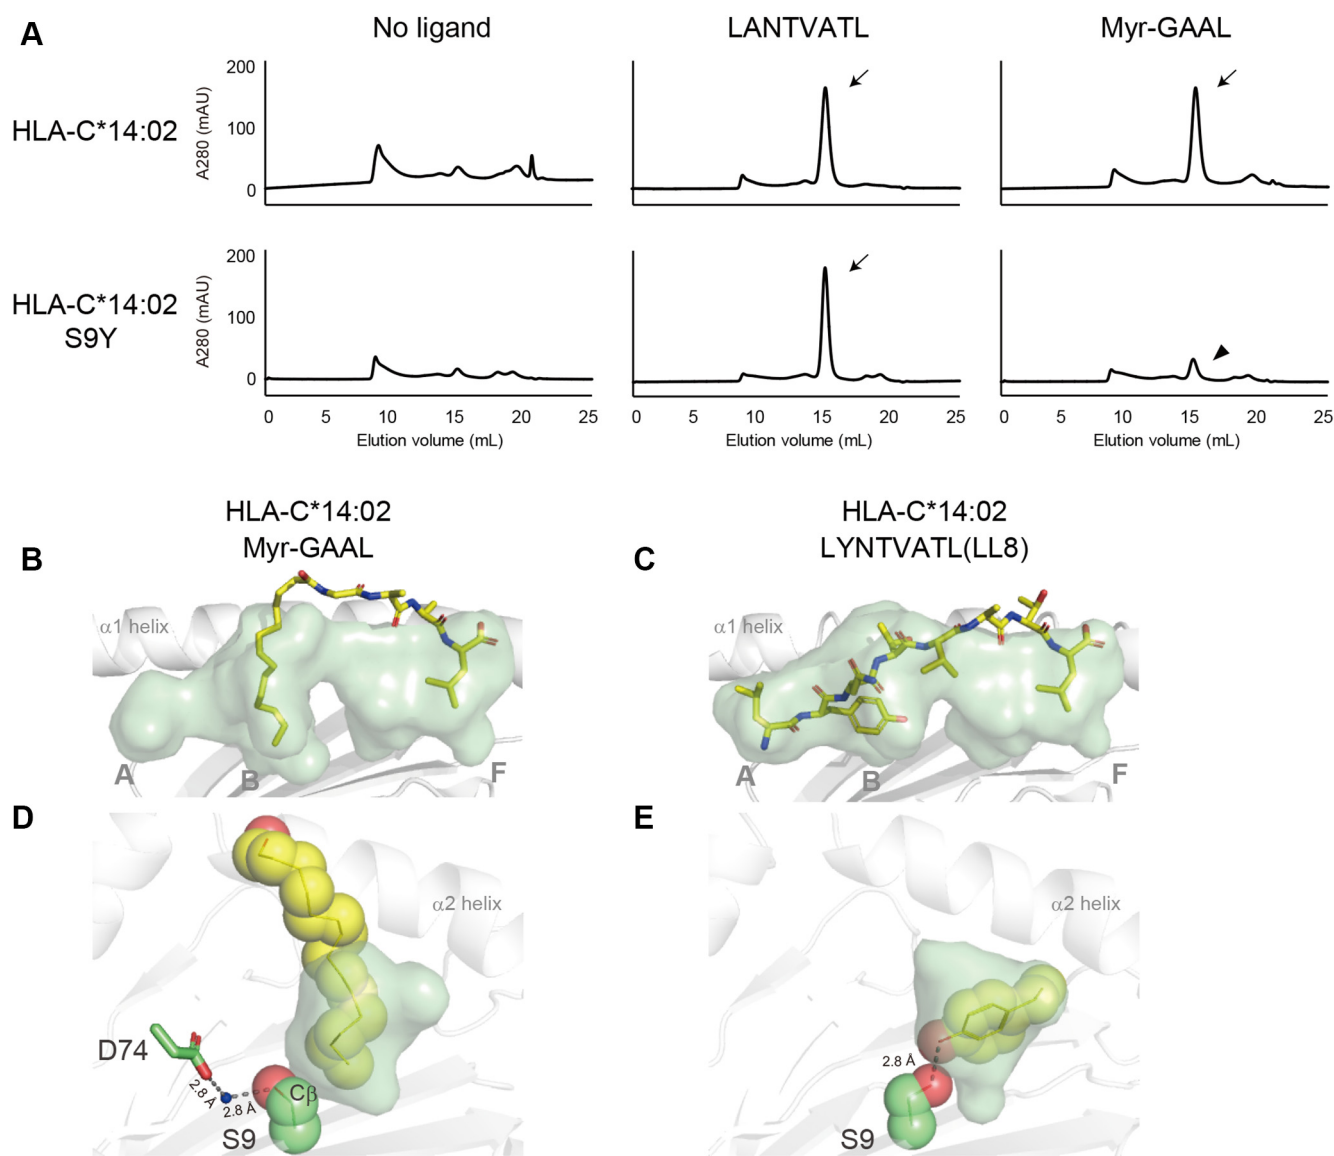 A
No ligand
LANTVATL
Myr-GAAL
HLA-C*14:02
A280 (mAU)
200
100
0
HLA-C*14:02
S9Y
A280 (mAU)
200
100
0
0 5 10 15 20 25
0 5 10 15 20 25
0 5 10 15 20 25
Elution volume (mL)
Elution volume (mL)
Elution volume (mL)
B
HLA-C*14:02
Myr-GAAL
α1 helix
A
B
F
C
HLA-C*14:02
LYNTVATL(LL8)
α1 helix
A
B
F
D
α2 helix
D74
2.8 Å
2.8 Å
Cβ
S9
E
α2 helix
2.8 Å
S9